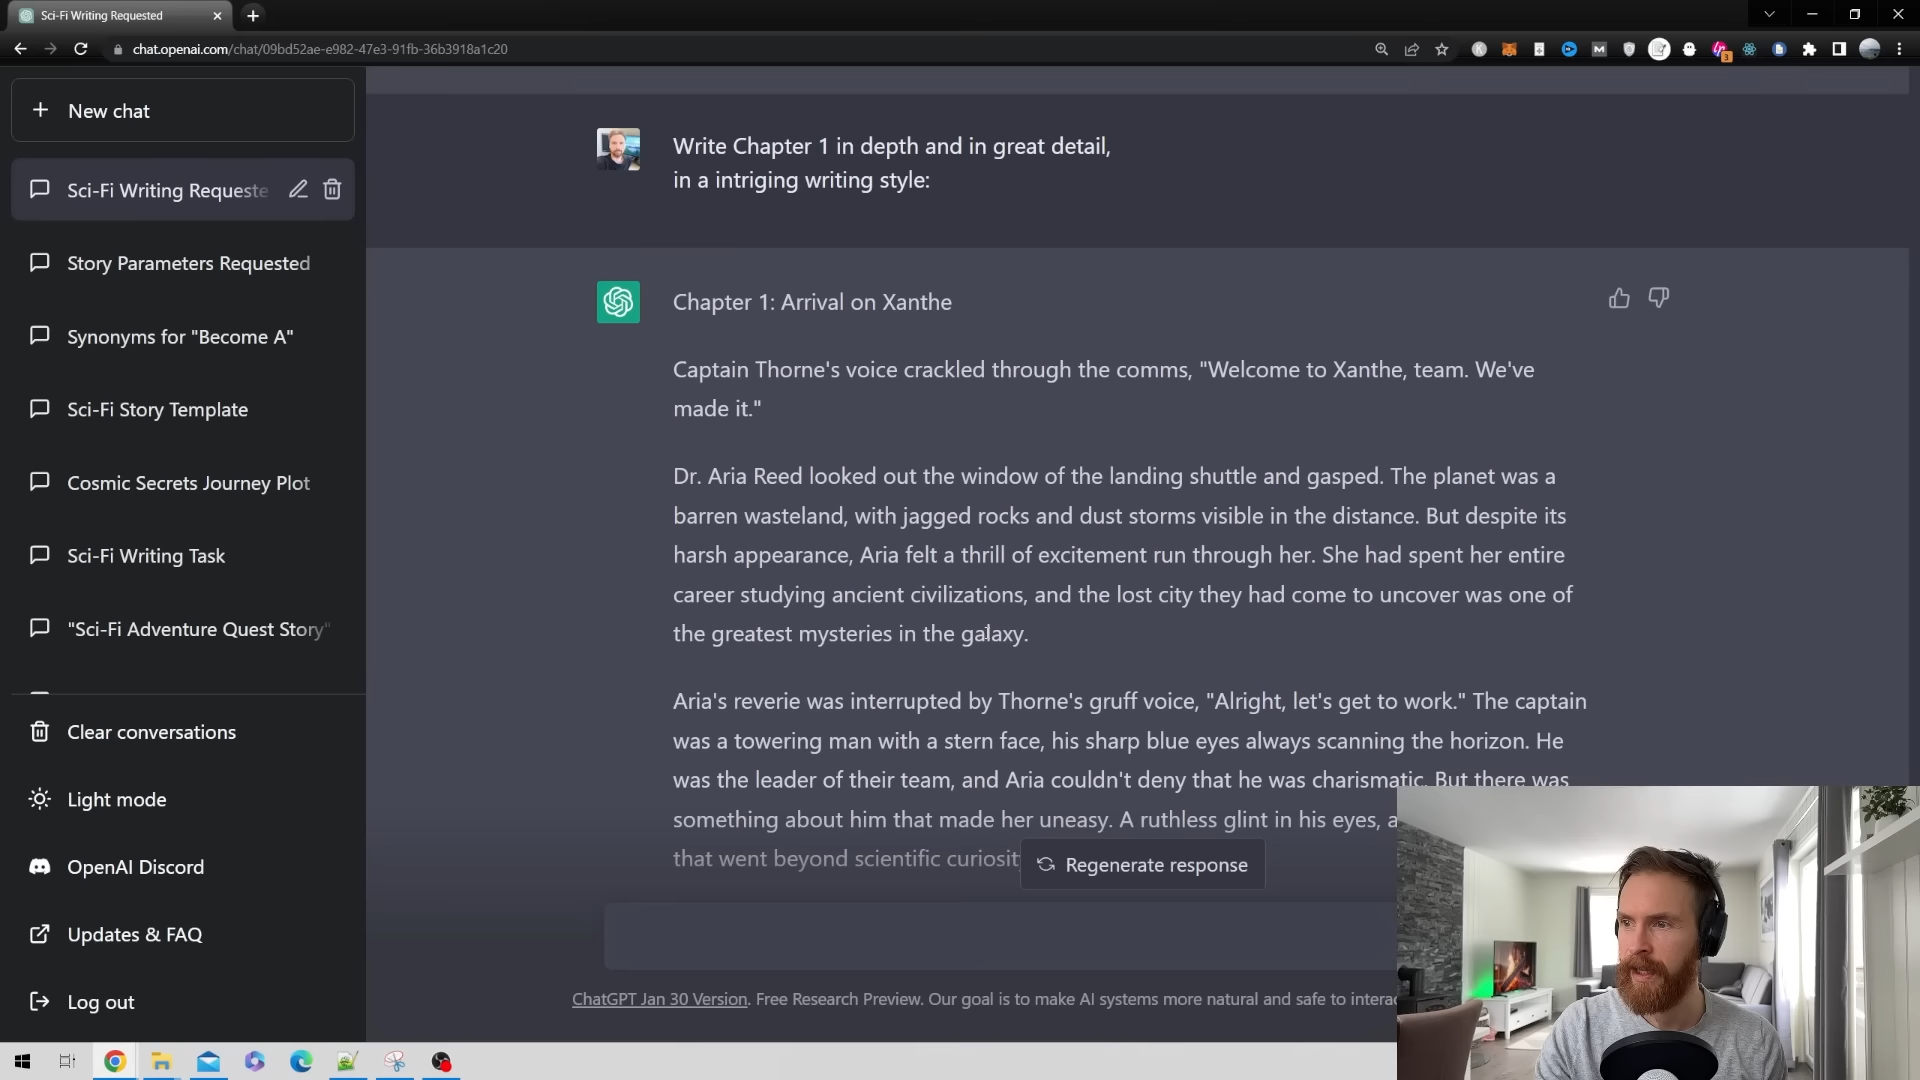 Sci-Fi Writing Requested
chat.openai.com/chat/09bd52ae-e982-47e3-91fb-36b3918a1c20
3
New chat
Sci-Fi Writing Requeste
Story Parameters Requested
Synonyms for "Become A"
Sci-Fi Story Template
Cosmic Secrets Journey Plot
Sci-Fi Writing Task
"Sci-Fi Adventure Quest Story"
Clear conversations
Light mode
OpenAI Discord
Updates & FAQ
Log out
Write Chapter 1 in depth and in great detail,
in a intriging writing style:
Chapter 1: Arrival on Xanthe
Captain Thorne's voice crackled through the comms, "Welcome to Xanthe, team. We've
made it."
Dr. Aria Reed looked out the window of the landing shuttle and gasped. The planet was a
barren wasteland, with jagged rocks and dust storms visible in the distance. But despite its
harsh appearance, Aria felt a thrill of excitement run through her. She had spent her entire
career studying ancient civilizations, and the lost city they had come to uncover was one of
the greatest mysteries in the galaxy.
Aria's reverie was interrupted by Thorne's gruff voice, "Alright, let's get to work." The captain
was a towering man with a stern face, his sharp blue eyes always scanning the horizon. He
was the leader of their team, and Aria couldn't deny that he was charismatic. But there was
something about him that made her uneasy. A ruthless glint in his eyes, a
that went beyond scientific curiosit
Regenerate response
ChatGPT Jan 30 Version. Free Research Preview. Our goal is to make AI systems more natural and safe to interac